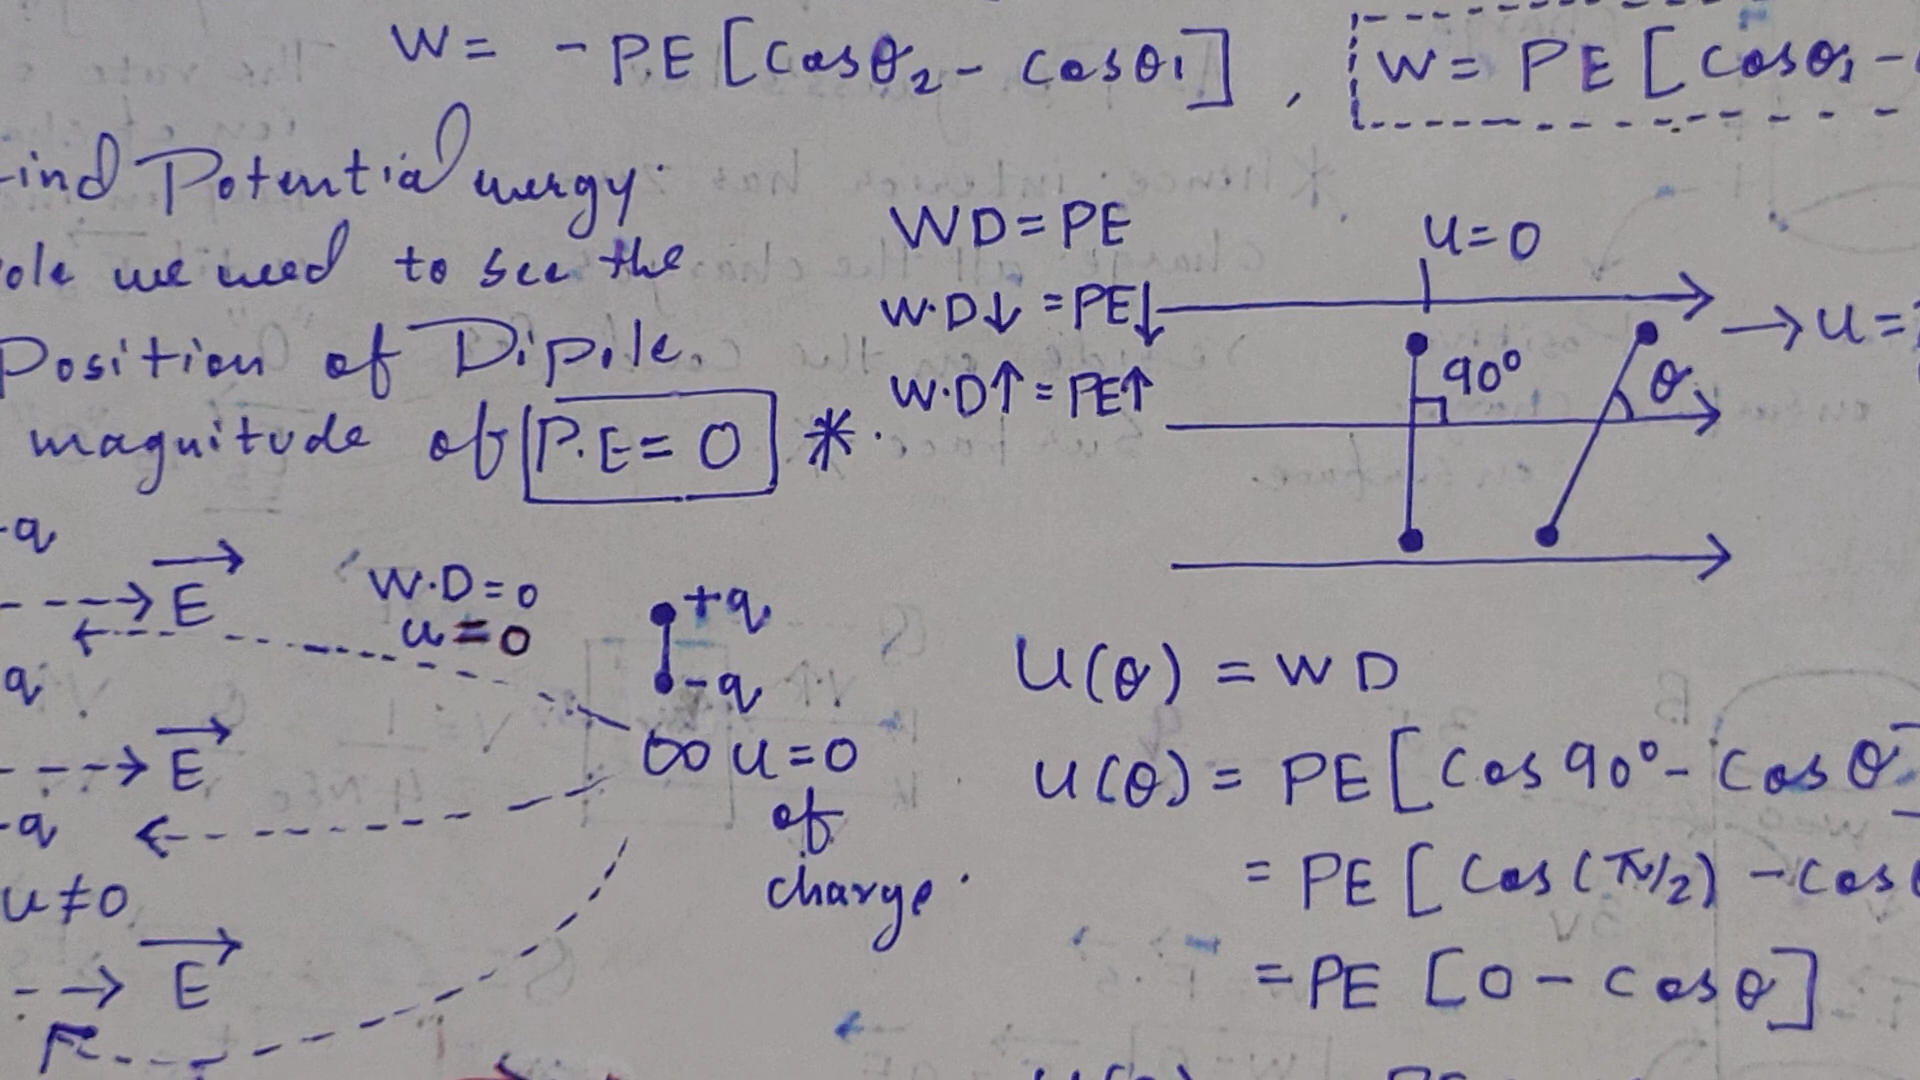 W = -P.E [cosθ₂ - cosθ₁] , W = PE [cosθ₁ -
find Potential energy.
ole we need to see the
Position of Dipole.
magnitude of P.E = 0 *.
WD = PE
W.D↓ = PE↓
W.D↑ = PE↑
u=0
→ u =
90°
θ
-q
→ E
W.D = 0
u = 0
+q
-q
∞ u = 0
of
charge.
q
→ E
-q
u ≠ 0
→ E
U(θ) = WD
U(θ) = PE [Cos 90° - Cos θ]
= PE [Cos (π/2) - Cos
= PE [0 - Cos θ]